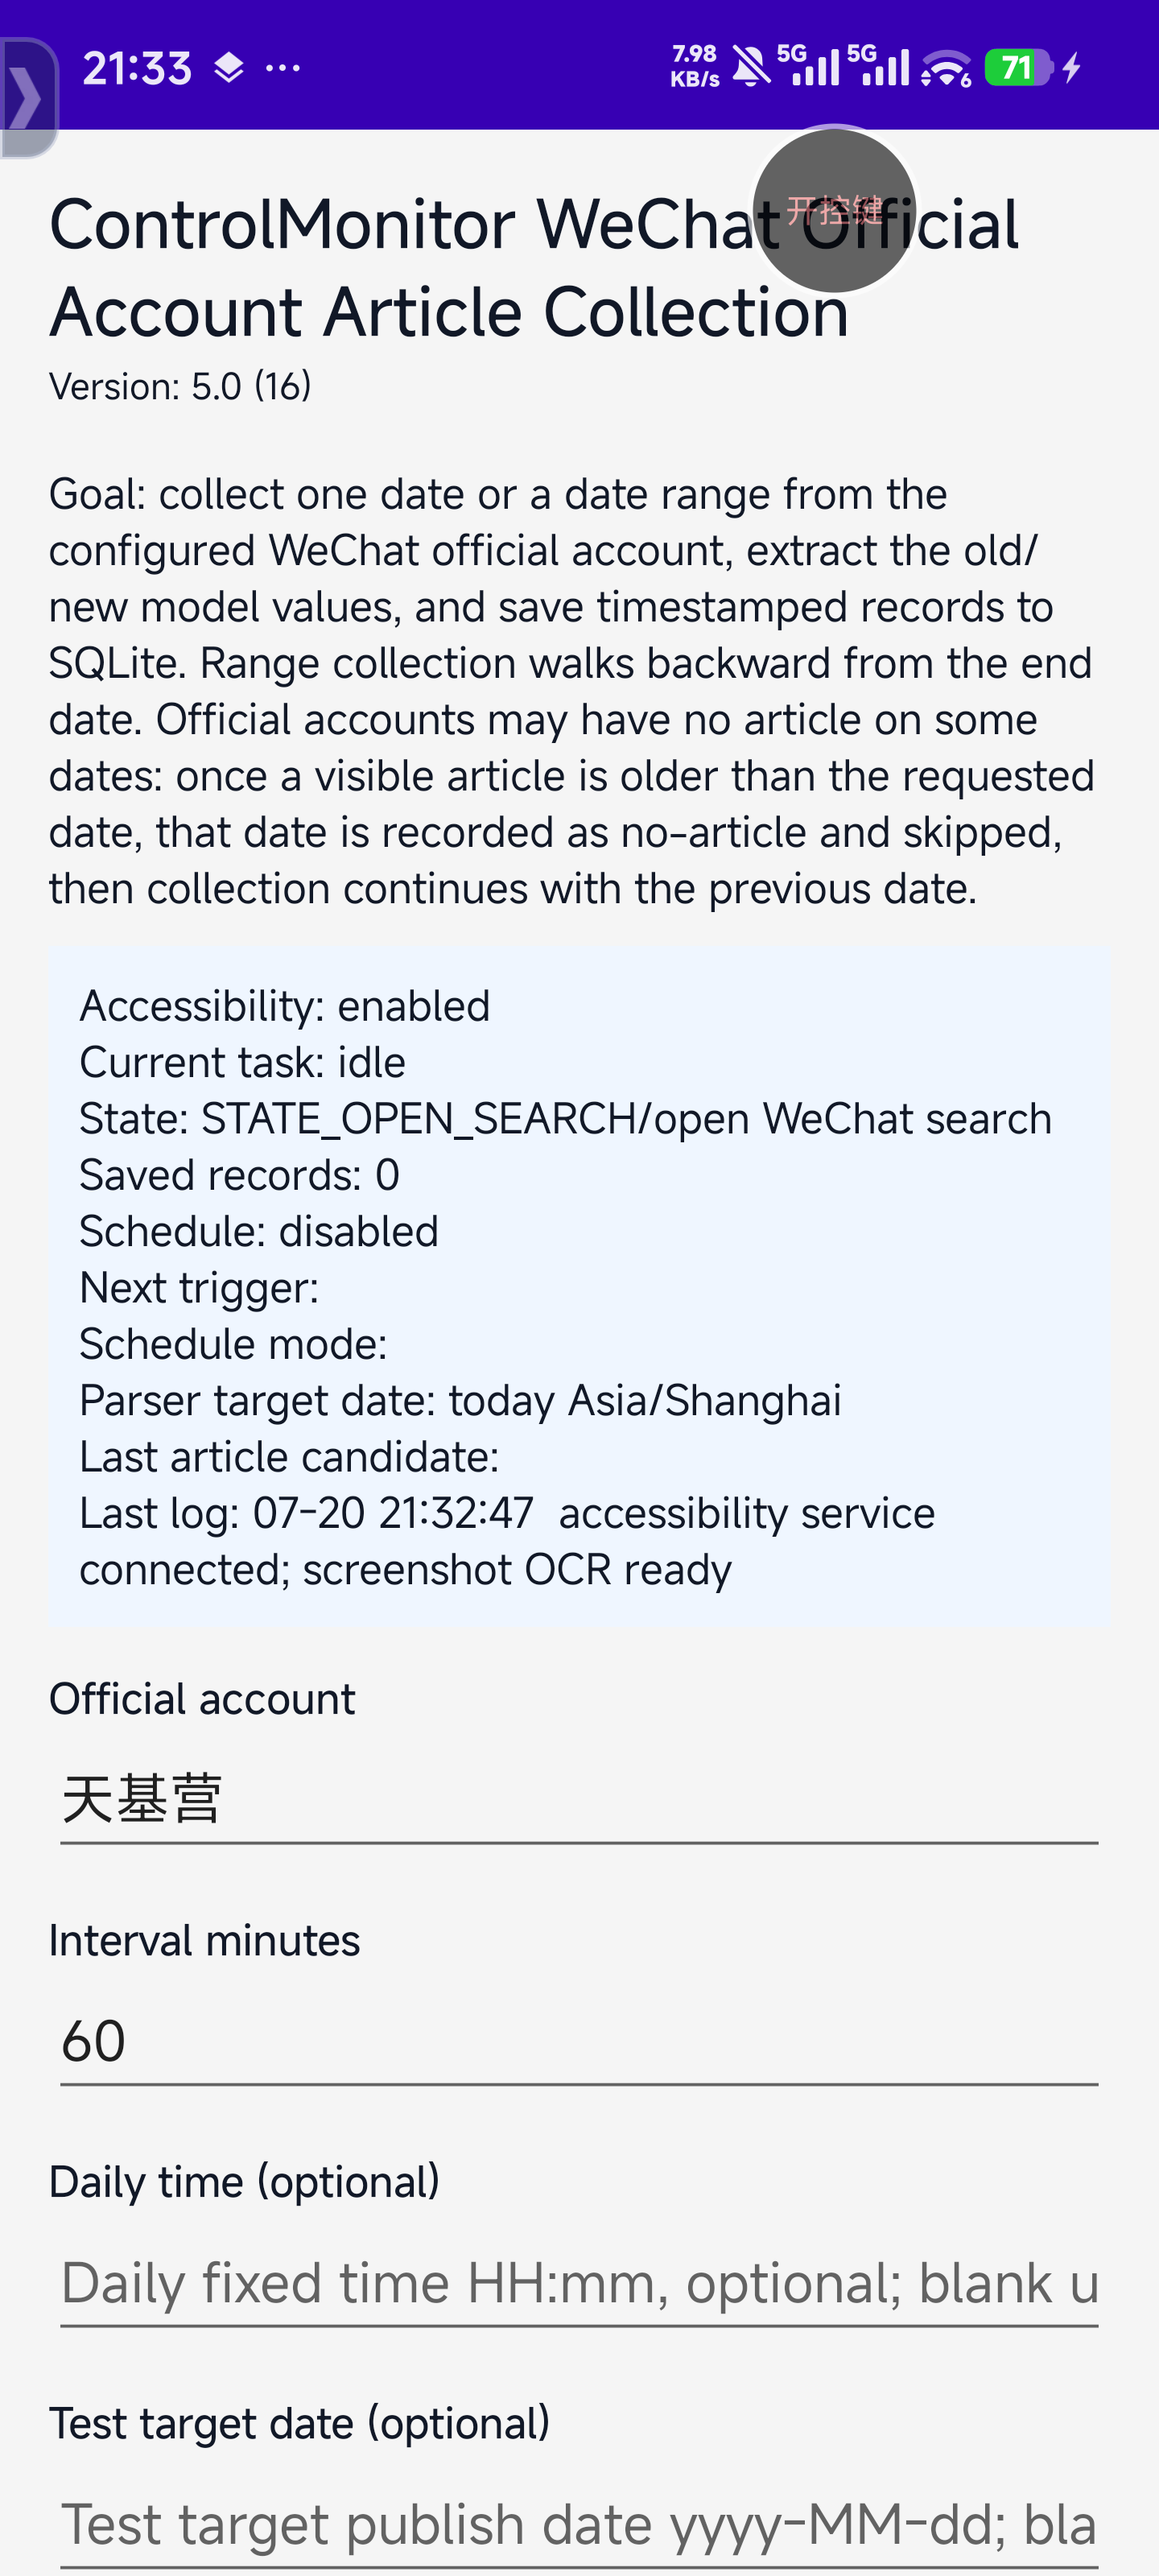 21:33 ... 7.98 KB/s 5G 5G 6 71
ControlMonitor WeChat Official
开控键
Account Article Collection
Version: 5.0 (16)
Goal: collect one date or a date range from the
configured WeChat official account, extract the old/
new model values, and save timestamped records to
SQLite. Range collection walks backward from the end
date. Official accounts may have no article on some
dates: once a visible article is older than the requested
date, that date is recorded as no-article and skipped,
then collection continues with the previous date.
Accessibility: enabled
Current task: idle
State: STATE_OPEN_SEARCH/open WeChat search
Saved records: 0
Schedule: disabled
Next trigger:
Schedule mode:
Parser target date: today Asia/Shanghai
Last article candidate:
Last log: 07-20 21:32:47 accessibility service
connected; screenshot OCR ready
Official account
天基营
Interval minutes
60
Daily time (optional)
Daily fixed time HH:mm, optional; blank u
Test target date (optional)
Test target publish date yyyy-MM-dd; bla